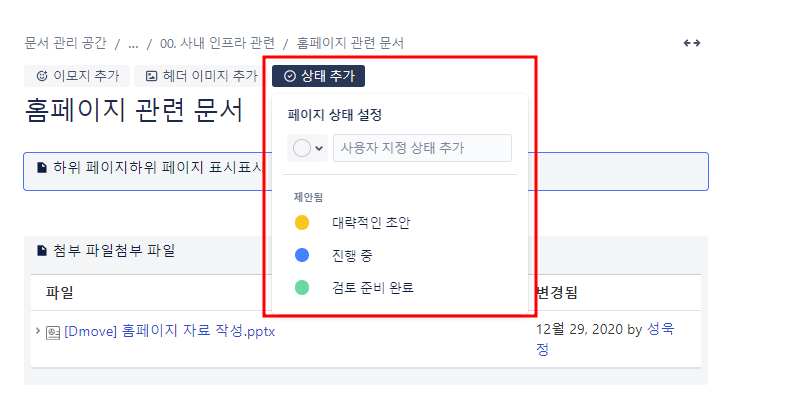 문서 관리 공간 / ... / 00. 사내 인프라 관련 / 홈페이지 관련 문서
이모지 추가 헤더 이미지 추가 상태 추가
홈페이지 관련 문서
페이지 상태 설정
사용자 지정 상태 추가
하위 페이지하위 페이지 표시표시
제안됨
대략적인 초안
진행 중
검토 준비 완료
첨부 파일첨부 파일
파일 변경됨
[Dmove] 홈페이지 자료 작성.pptx 12월 29, 2020 by 성욱
정